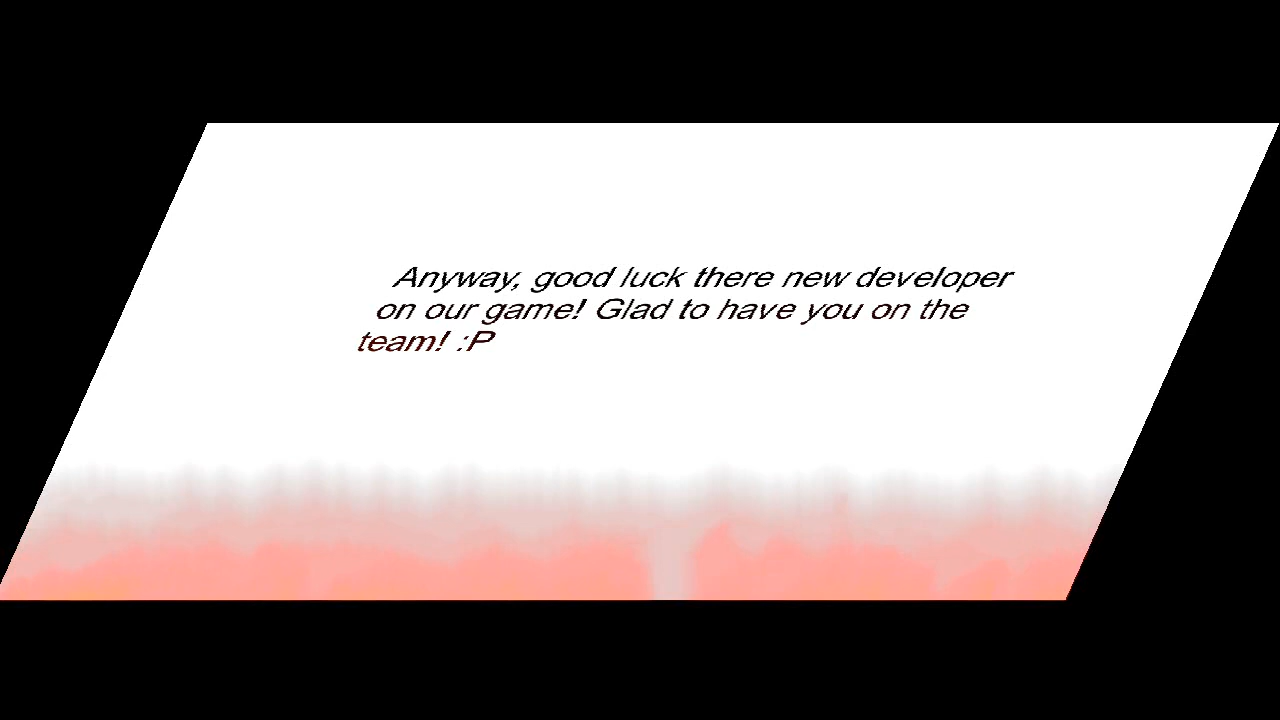 Anyway, good luck there new developer
on our game! Glad to have you on the
team! :P